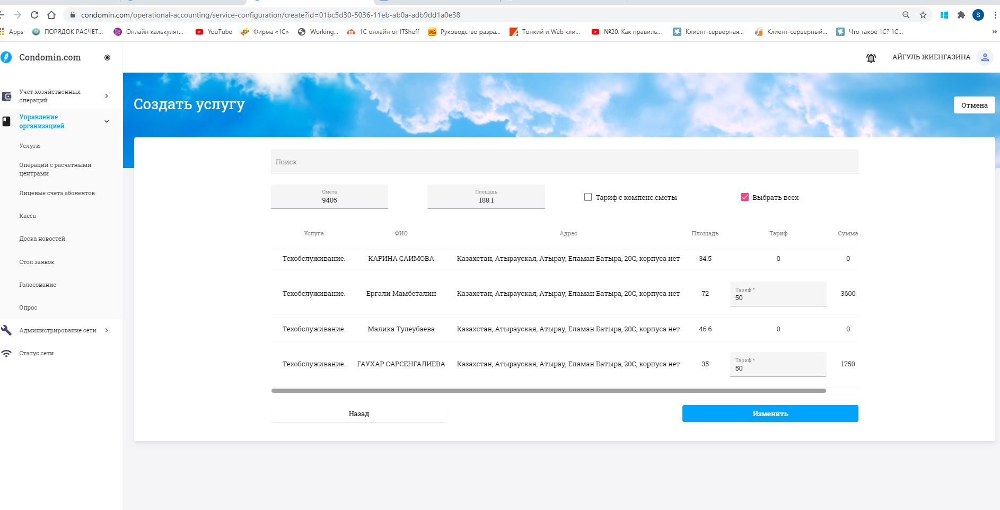 condomin.com/operational-accounting/service-configuration/create?id=01bc5d30-5036-11eb-ab0a-adb9dd1a0e38
S
Apps ПОРЯДОК РАСЧЕТ... Онлайн калькулят... YouTube Фирма «1С» Working... 1С онлайн от ITSheff Руководство разра... Тонкий и Web кли... №20. Как правиль... Клиент-серверная... Клиент-серверный... Что такое 1С? 1С... »
Condomin.com
АЙГУЛЬ ЖИЕНГАЗИНА
Учет хозяйственных
операций
Управление
организацией
Услуги
Операции с расчетными
центрами
Лицевые счета абонентов
Касса
Доска новостей
Стол заявок
Голосование
Опрос
Администрирование сети
Статус сети
Создать услугу
Отмена
Поиск
Смета
9405
Площадь
188.1
Тариф с компенс.сметы
Выбрать всех
Услуга ФИО Адрес Площадь Тариф Сумма
Техобслуживание. КАРИНА САИМОВА Казахстан, Атырауская, Атырау, Еламан Батыра, 20С, корпуса нет 34.5 0 0
Тариф *
Техобслуживание. Ергали Мамбеталин Казахстан, Атырауская, Атырау, Еламан Батыра, 20С, корпуса нет 72 50 3600
Техобслуживание. Малика Тулеубаева Казахстан, Атырауская, Атырау, Еламан Батыра, 20С, корпуса нет 46.6 0 0
Тариф *
Техобслуживание. ГАУХАР САРСЕНГАЛИЕВА Казахстан, Атырауская, Атырау, Еламан Батыра, 20С, корпуса нет 35 50 1750
Назад
Изменить